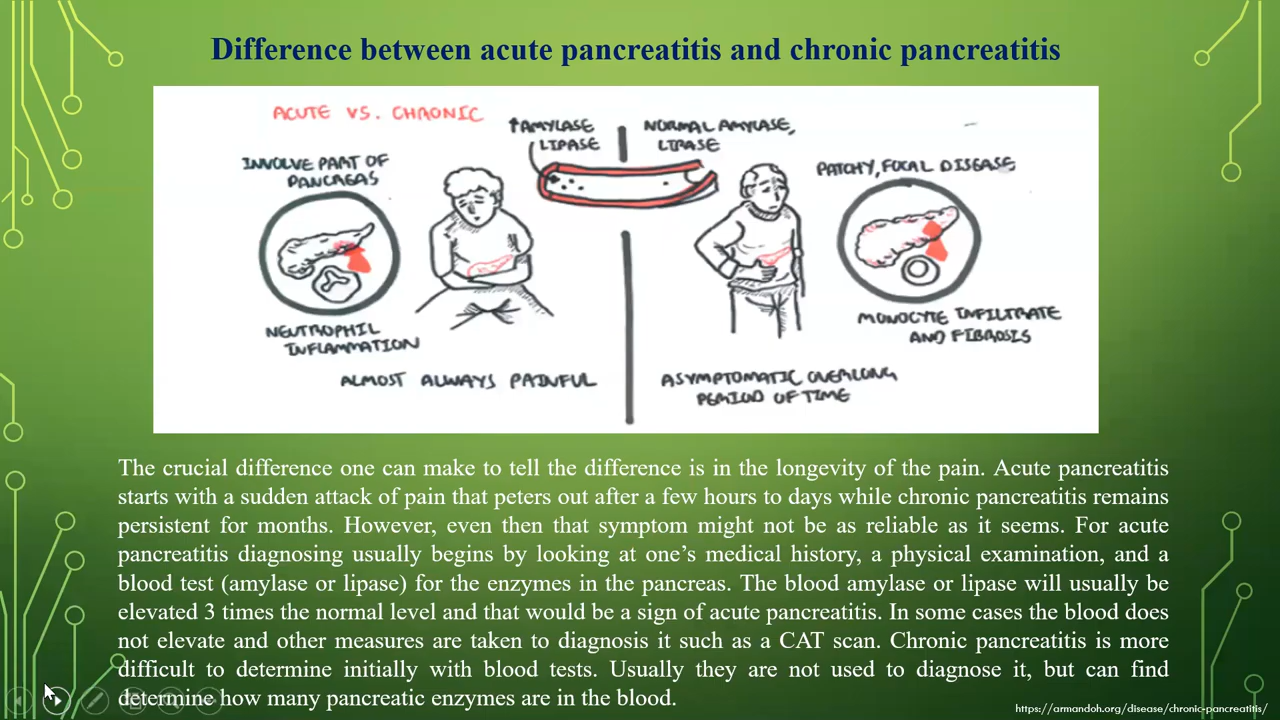 Difference between acute pancreatitis and chronic pancreatitis
ACUTE VS. CHRONIC
↑AMYLASE
LIPASE
NORMAL AMYLASE,
LIPASE
INVOLVE PART OF
PANCREAS
PATCHY, FOCAL DISEASE
NEUTROPHIL
INFLAMMATION
MONOCYTE INFILTRATE
AND FIBROSIS
ALMOST ALWAYS PAINFUL
ASYMPTOMATIC OVER LONG
PERIOD OF TIME
The crucial difference one can make to tell the difference is in the longevity of the pain. Acute pancreatitis
starts with a sudden attack of pain that peters out after a few hours to days while chronic pancreatitis remains
persistent for months. However, even then that symptom might not be as reliable as it seems. For acute
pancreatitis diagnosing usually begins by looking at one’s medical history, a physical examination, and a
blood test (amylase or lipase) for the enzymes in the pancreas. The blood amylase or lipase will usually be
elevated 3 times the normal level and that would be a sign of acute pancreatitis. In some cases the blood does
not elevate and other measures are taken to diagnosis it such as a CAT scan. Chronic pancreatitis is more
difficult to determine initially with blood tests. Usually they are not used to diagnose it, but can find
determine how many pancreatic enzymes are in the blood.
https://armandoh.org/disease/chronic-pancreatitis/